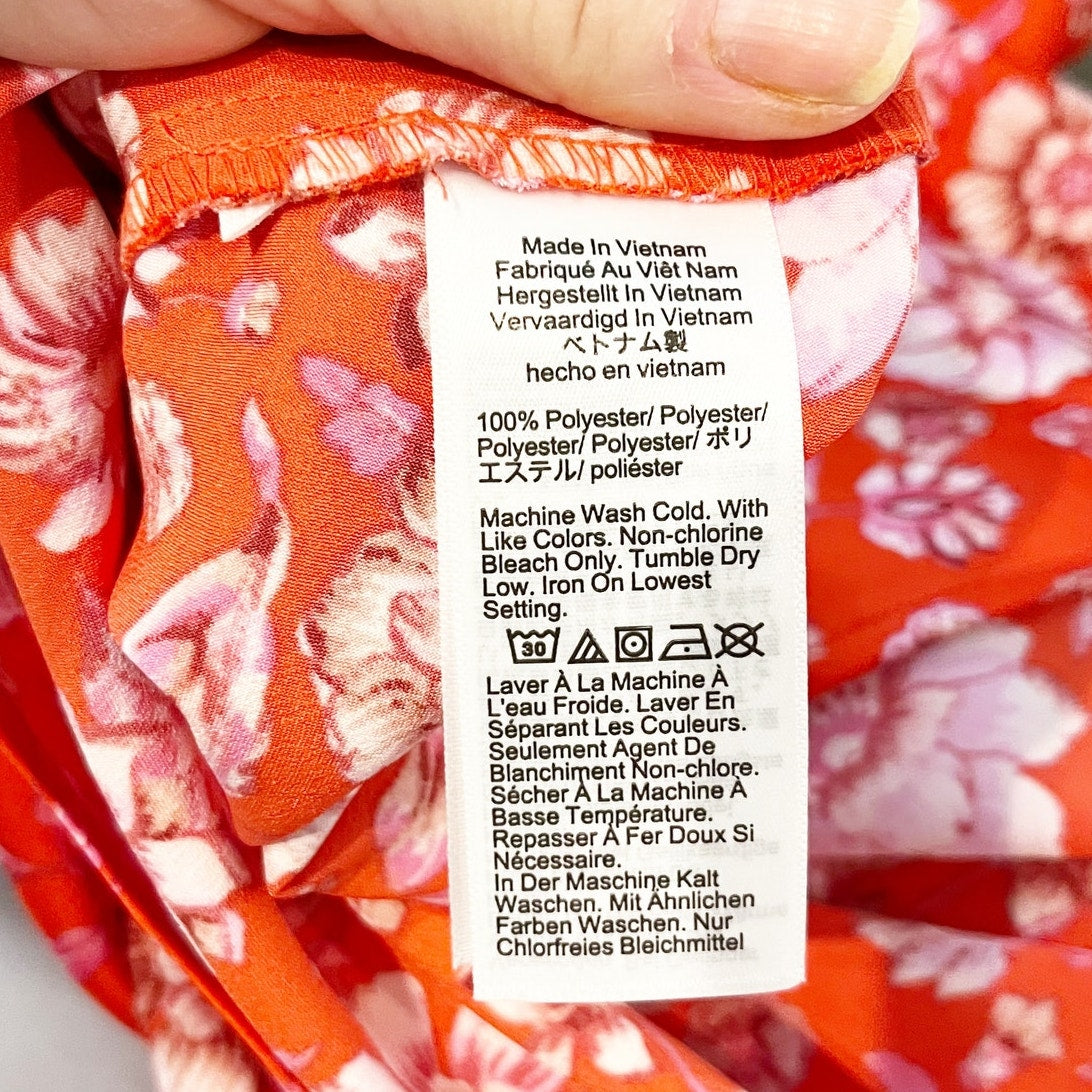 Made In Vietnam
Fabriqué Au Viêt Nam
Hergestellt In Vietnam
Vervaardigd In Vietnam
ベトナム製
hecho en vietnam
100% Polyester/ Polyester/
Polyester/ Polyester/ ポリ
エステル/ poliéster
Machine Wash Cold. With
Like Colors. Non-chlorine
Bleach Only. Tumble Dry
Low. Iron On Lowest
Setting.
30
Laver À La Machine À
L'eau Froide. Laver En
Séparant Les Couleurs.
Seulement Agent De
Blanchiment Non-chlore.
Sécher À La Machine À
Basse Température.
Repasser À Fer Doux Si
Nécessaire.
In Der Maschine Kalt
Waschen. Mit Ähnlichen
Farben Waschen. Nur
Chlorfreies Bleichmittel